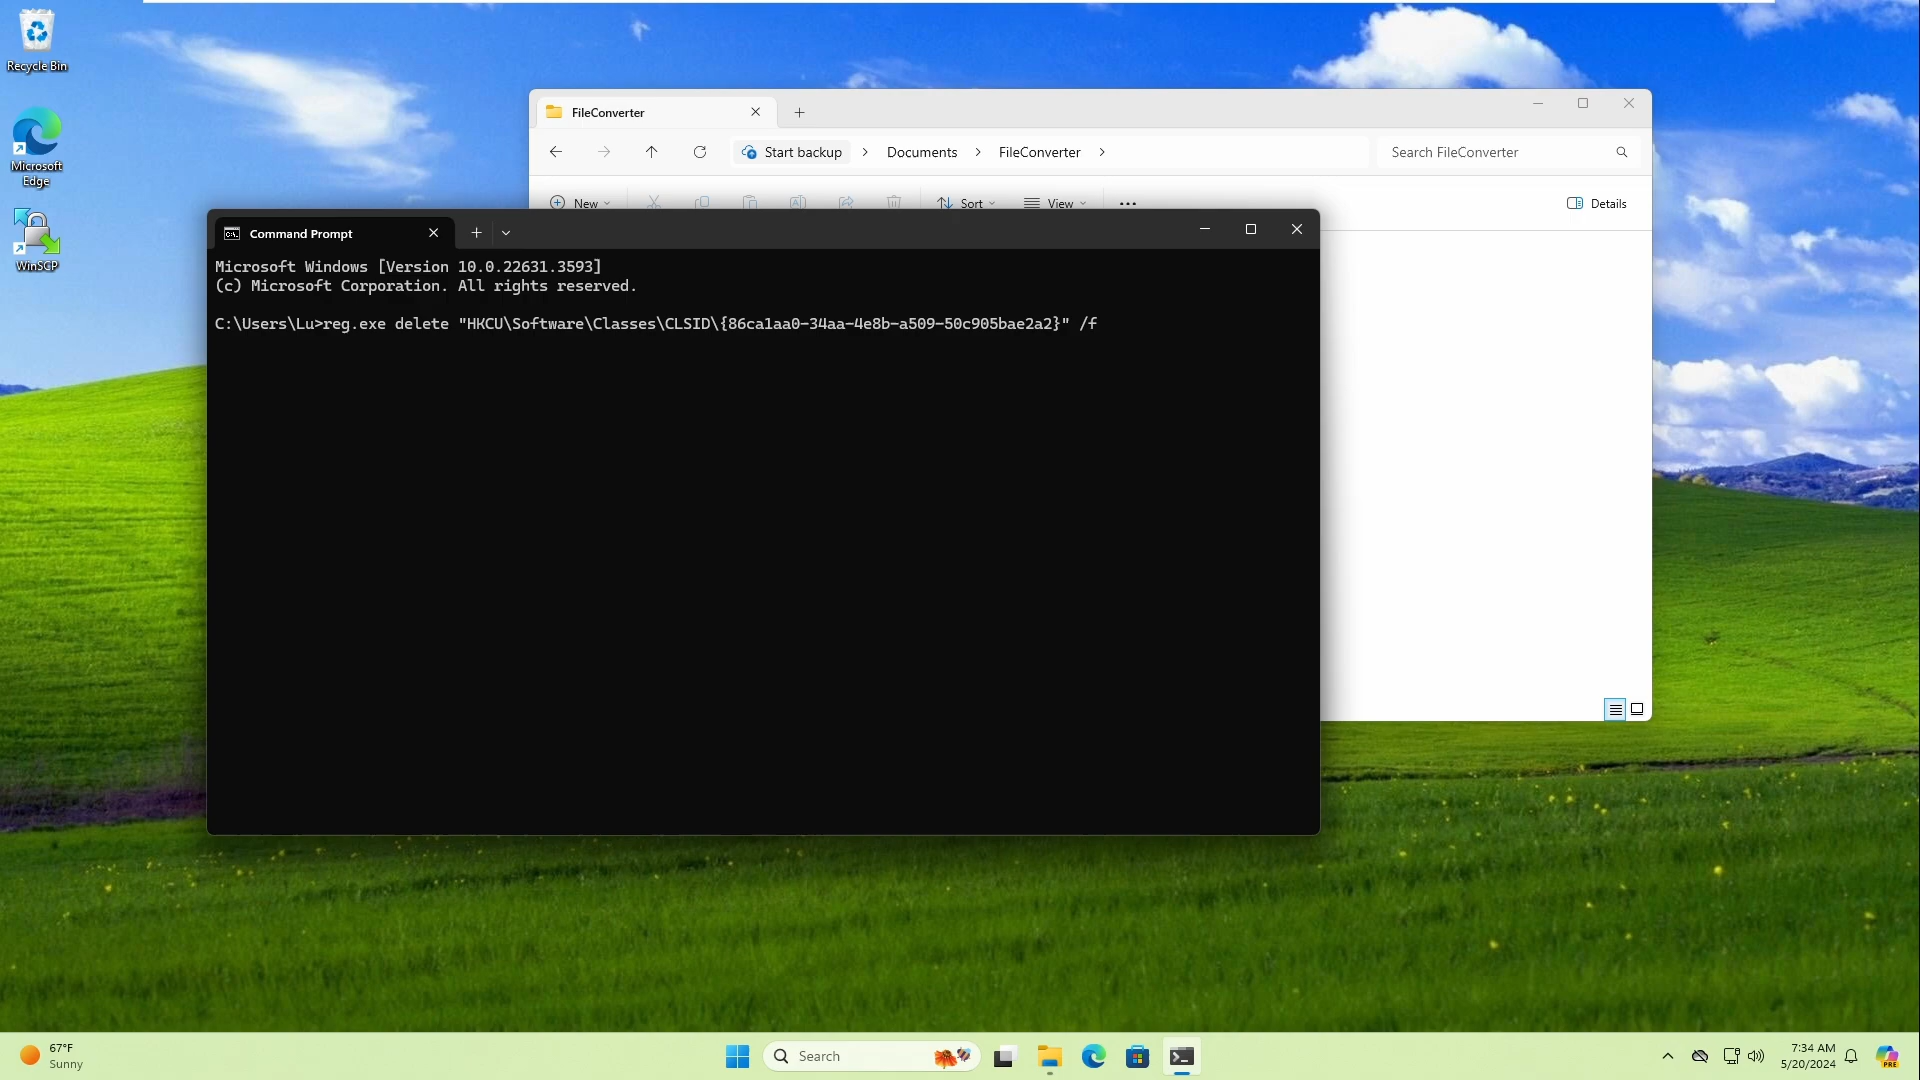 Recycle Bin
Microsoft
Edge
WinSCP
FileConverter
Start backup
Documents
FileConverter
Search FileConverter
New
Sort
View
Details
Command Prompt
Microsoft Windows [Version 10.0.22631.3593]
(c) Microsoft Corporation. All rights reserved.
C:\Users\Lu>reg.exe delete "HKCU\Software\Classes\CLSID\{86ca1aa0-34aa-4e8b-a509-50c905bae2a2}" /f
67°F
Sunny
Search
7:34 AM
5/20/2024
PRE